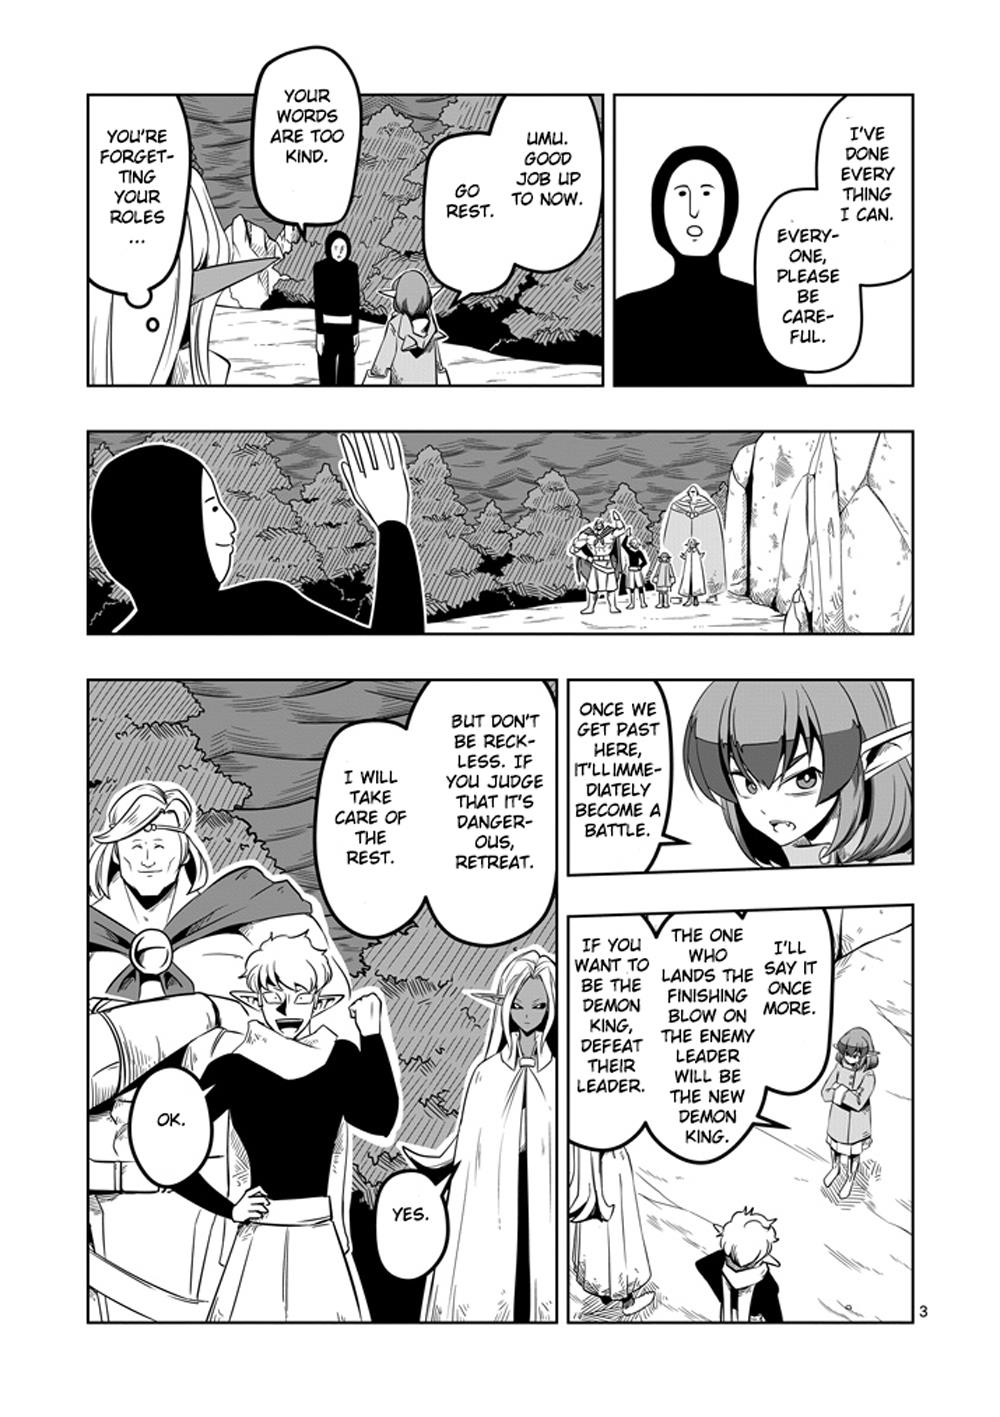 I'VE
DONE
EVERY
THING
I CAN.
EVERY-
ONE,
PLEASE
BE
CARE-
FUL.
UMU.
GOOD
JOB UP
TO NOW.
GO
REST.
YOUR
WORDS
ARE TOO
KIND.
YOU'RE
FORGET-
TING
YOUR
ROLES
...
ONCE WE
GET PAST
HERE,
IT'LL IMME-
DIATELY
BECOME A
BATTLE.
BUT DON'T
BE RECK-
LESS. IF
YOU JUDGE
THAT IT'S
DANGER-
OUS,
RETREAT.
I WILL
TAKE
CARE OF
THE
REST.
OK.
YES.
I'LL
SAY IT
ONCE
MORE.
THE ONE
WHO
LANDS THE
FINISHING
BLOW ON
THE ENEMY
LEADER
WILL BE
THE NEW
DEMON
KING.
IF YOU
WANT TO
BE THE
DEMON
KING,
DEFEAT
THEIR
LEADER.
3